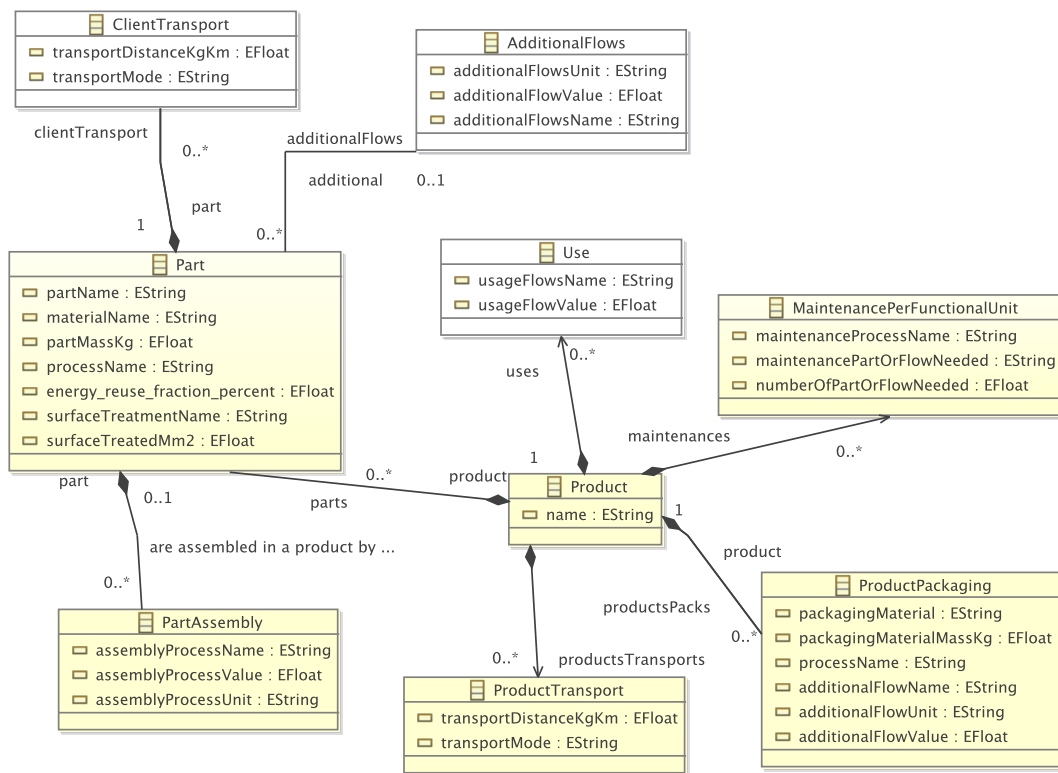 ClientTransport
transportDistanceKgKm : EFloat
transportMode : EString
AdditionalFlows
additionalFlowsUnit : EString
additionalFlowValue : EFloat
additionalFlowsName : EString
clientTransport
0..*
additionalFlows
additional
0..1
part
1
0..*
Part
partName : EString
materialName : EString
partMassKg : EFloat
processName : EString
energy_reuse_fraction_percent : EFloat
surfaceTreatmentName : EString
surfaceTreatedMm2 : EFloat
Use
usageFlowsName : EString
usageFlowValue : EFloat
MaintenancePerFunctionalUnit
maintenanceProcessName : EString
maintenancePartOrFlowNeeded : EString
numberOfPartOrFlowNeeded : EFloat
0..*
uses
maintenances
0..*
1
part
0..1
0..*
parts
product
Product
name : EString
1
are assembled in a product by ...
0..*
product
PartAssembly
assemblyProcessName : EString
assemblyProcessValue : EFloat
assemblyProcessUnit : EString
productsPacks
0..*
0..*
productsTransports
ProductTransport
transportDistanceKgKm : EFloat
transportMode : EString
ProductPackaging
packagingMaterial : EString
packagingMaterialMassKg : EFloat
processName : EString
additionalFlowName : EString
additionalFlowUnit : EString
additionalFlowValue : EFloat